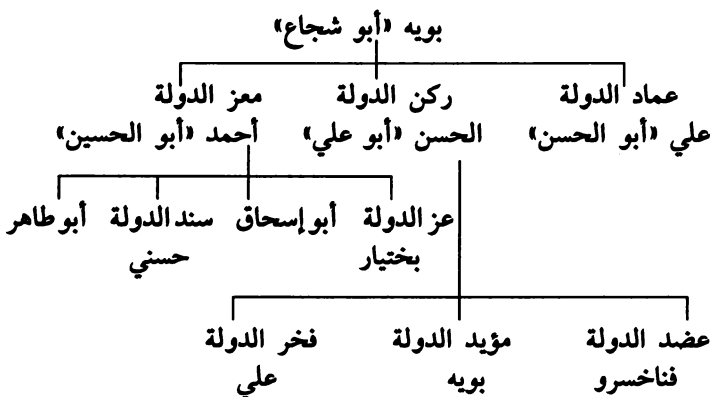 بويه «أبو شجاع»
عماد الدولة ركن الدولة معز الدولة
علي «أبو الحسن» الحسن «أبو علي» أحمد «أبو الحسين»
عز الدولة أبو إسحاق سند الدولة أبو طاهر
بختيار حسني
عضد الدولة مؤيد الدولة فخر الدولة
فناخسرو بويه علي